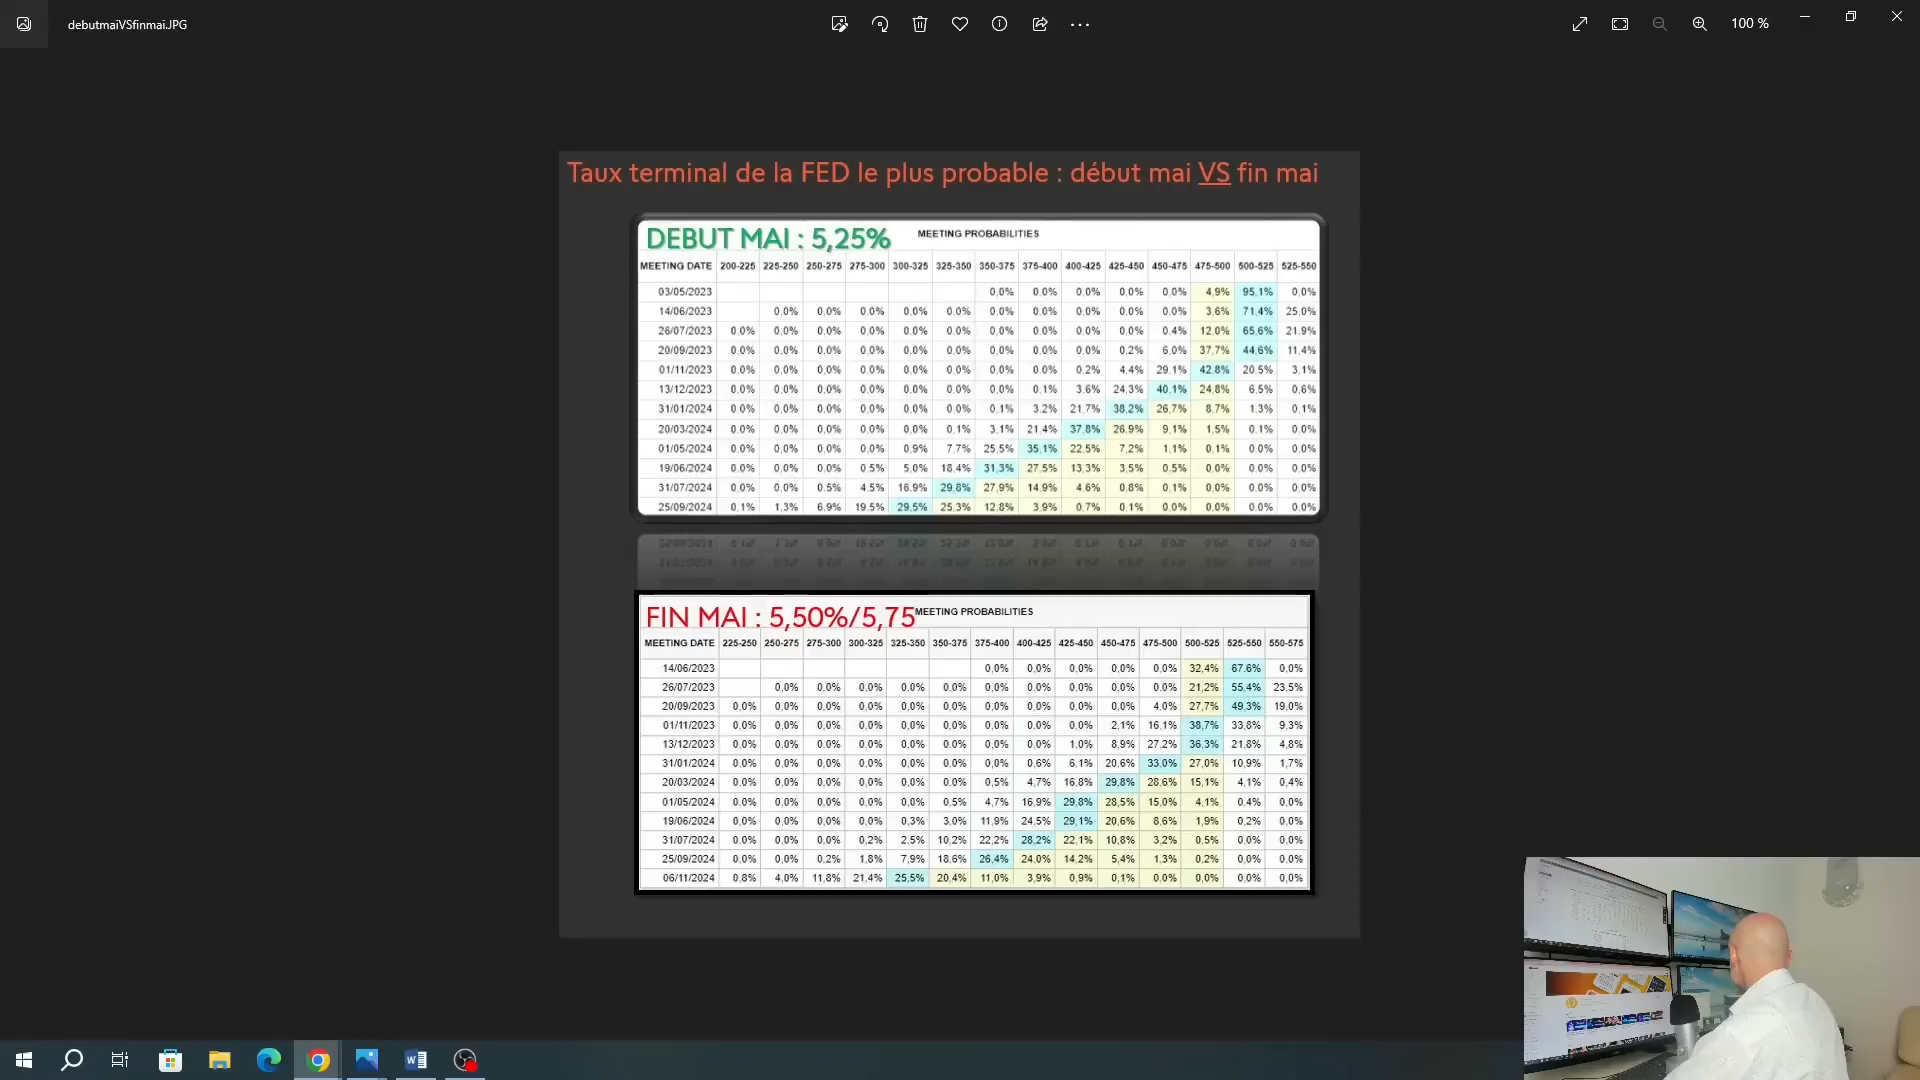 debutmaiVSfinmai.JPG
100 %
Taux terminal de la FED le plus probable : début mai VS fin mai
DEBUT MAI : 5,25% MEETING PROBABILITIES
MEETING DATE 200-225 225-250 250-275 275-300 300-325 325-350 350-375 375-400 400-425 425-450 450-475 475-500 500-525 525-550
03/05/2023 0,0% 0,0% 0,0% 0,0% 0,0% 4,9% 95,1% 0,0%
14/06/2023 0,0% 0,0% 0,0% 0,0% 0,0% 0,0% 0,0% 0,0% 0,0% 0,0% 3,6% 71,4% 25,0%
26/07/2023 0,0% 0,0% 0,0% 0,0% 0,0% 0,0% 0,0% 0,0% 0,0% 0,0% 0,4% 12,0% 65,6% 21,9%
20/09/2023 0,0% 0,0% 0,0% 0,0% 0,0% 0,0% 0,0% 0,0% 0,0% 0,2% 6,0% 37,7% 44,6% 11,4%
01/11/2023 0,0% 0,0% 0,0% 0,0% 0,0% 0,0% 0,0% 0,0% 0,2% 4,4% 29,1% 42,8% 20,5% 3,1%
13/12/2023 0,0% 0,0% 0,0% 0,0% 0,0% 0,0% 0,0% 0,1% 3,6% 24,3% 40,1% 24,8% 6,5% 0,6%
31/01/2024 0,0% 0,0% 0,0% 0,0% 0,0% 0,0% 0,1% 3,2% 21,7% 38,2% 26,7% 8,7% 1,3% 0,1%
20/03/2024 0,0% 0,0% 0,0% 0,0% 0,0% 0,1% 3,1% 21,4% 37,8% 26,9% 9,1% 1,5% 0,1% 0,0%
01/05/2024 0,0% 0,0% 0,0% 0,0% 0,9% 7,7% 25,5% 35,1% 22,5% 7,2% 1,1% 0,1% 0,0% 0,0%
19/06/2024 0,0% 0,0% 0,0% 0,5% 5,0% 18,4% 31,3% 27,5% 13,3% 3,5% 0,5% 0,0% 0,0% 0,0%
31/07/2024 0,0% 0,0% 0,5% 4,5% 16,9% 29,8% 27,9% 14,9% 4,6% 0,8% 0,1% 0,0% 0,0% 0,0%
25/09/2024 0,1% 1,3% 6,9% 19,5% 29,5% 25,3% 12,8% 3,9% 0,7% 0,1% 0,0% 0,0% 0,0% 0,0%
FIN MAI : 5,50%/5,75 MEETING PROBABILITIES
MEETING DATE 225-250 250-275 275-300 300-325 325-350 350-375 375-400 400-425 425-450 450-475 475-500 500-525 525-550 550-575
14/06/2023 0,0% 0,0% 0,0% 0,0% 0,0% 32,4% 67,6% 0,0%
26/07/2023 0,0% 0,0% 0,0% 0,0% 0,0% 0,0% 0,0% 0,0% 0,0% 0,0% 21,2% 55,4% 23,5%
20/09/2023 0,0% 0,0% 0,0% 0,0% 0,0% 0,0% 0,0% 0,0% 0,0% 0,0% 4,0% 27,7% 49,3% 19,0%
01/11/2023 0,0% 0,0% 0,0% 0,0% 0,0% 0,0% 0,0% 0,0% 0,0% 2,1% 16,1% 38,7% 33,8% 9,3%
13/12/2023 0,0% 0,0% 0,0% 0,0% 0,0% 0,0% 0,0% 0,0% 1,0% 8,9% 27,2% 36,3% 21,8% 4,8%
31/01/2024 0,0% 0,0% 0,0% 0,0% 0,0% 0,0% 0,0% 0,6% 6,1% 20,6% 33,0% 27,0% 10,9% 1,7%
20/03/2024 0,0% 0,0% 0,0% 0,0% 0,0% 0,0% 0,5% 4,7% 16,8% 29,8% 28,6% 15,1% 4,1% 0,4%
01/05/2024 0,0% 0,0% 0,0% 0,0% 0,0% 0,5% 4,7% 16,9% 29,8% 28,5% 15,0% 4,1% 0,4% 0,0%
19/06/2024 0,0% 0,0% 0,0% 0,0% 0,3% 3,0% 11,9% 24,5% 29,1% 20,6% 8,6% 1,9% 0,2% 0,0%
31/07/2024 0,0% 0,0% 0,0% 0,2% 2,5% 10,2% 22,2% 28,2% 22,1% 10,8% 3,2% 0,5% 0,0% 0,0%
25/09/2024 0,0% 0,0% 0,2% 1,8% 7,9% 18,6% 26,4% 24,0% 14,2% 5,4% 1,3% 0,2% 0,0% 0,0%
06/11/2024 0,8% 4,0% 11,8% 21,4% 25,5% 20,4% 11,0% 3,9% 0,9% 0,1% 0,0% 0,0% 0,0% 0,0%